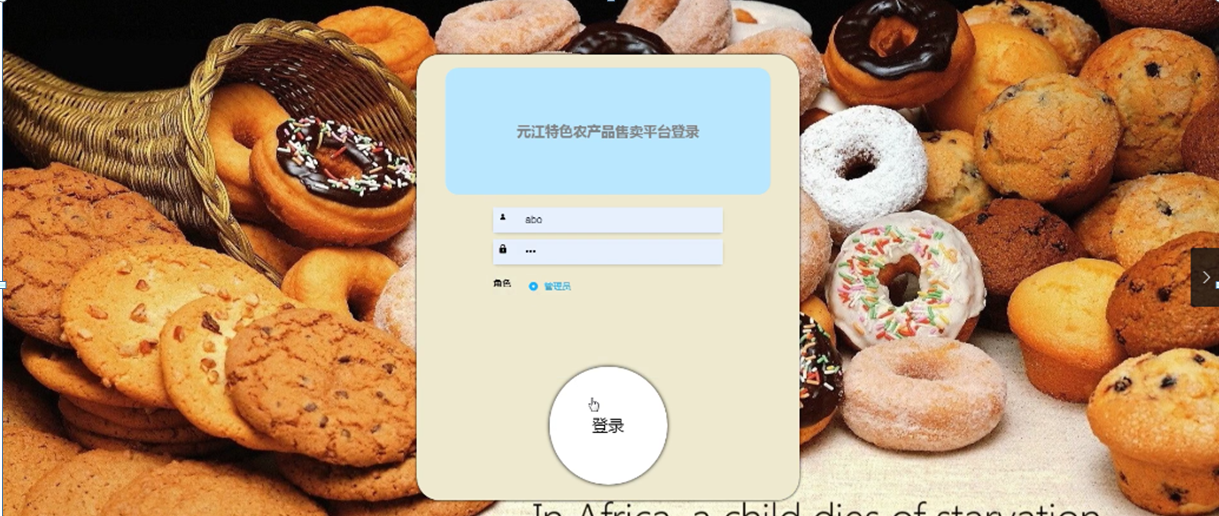 元江特色农产品售卖平台登录
abo
•••
角色 管理员
登录
In Africa, a child dies of starvation